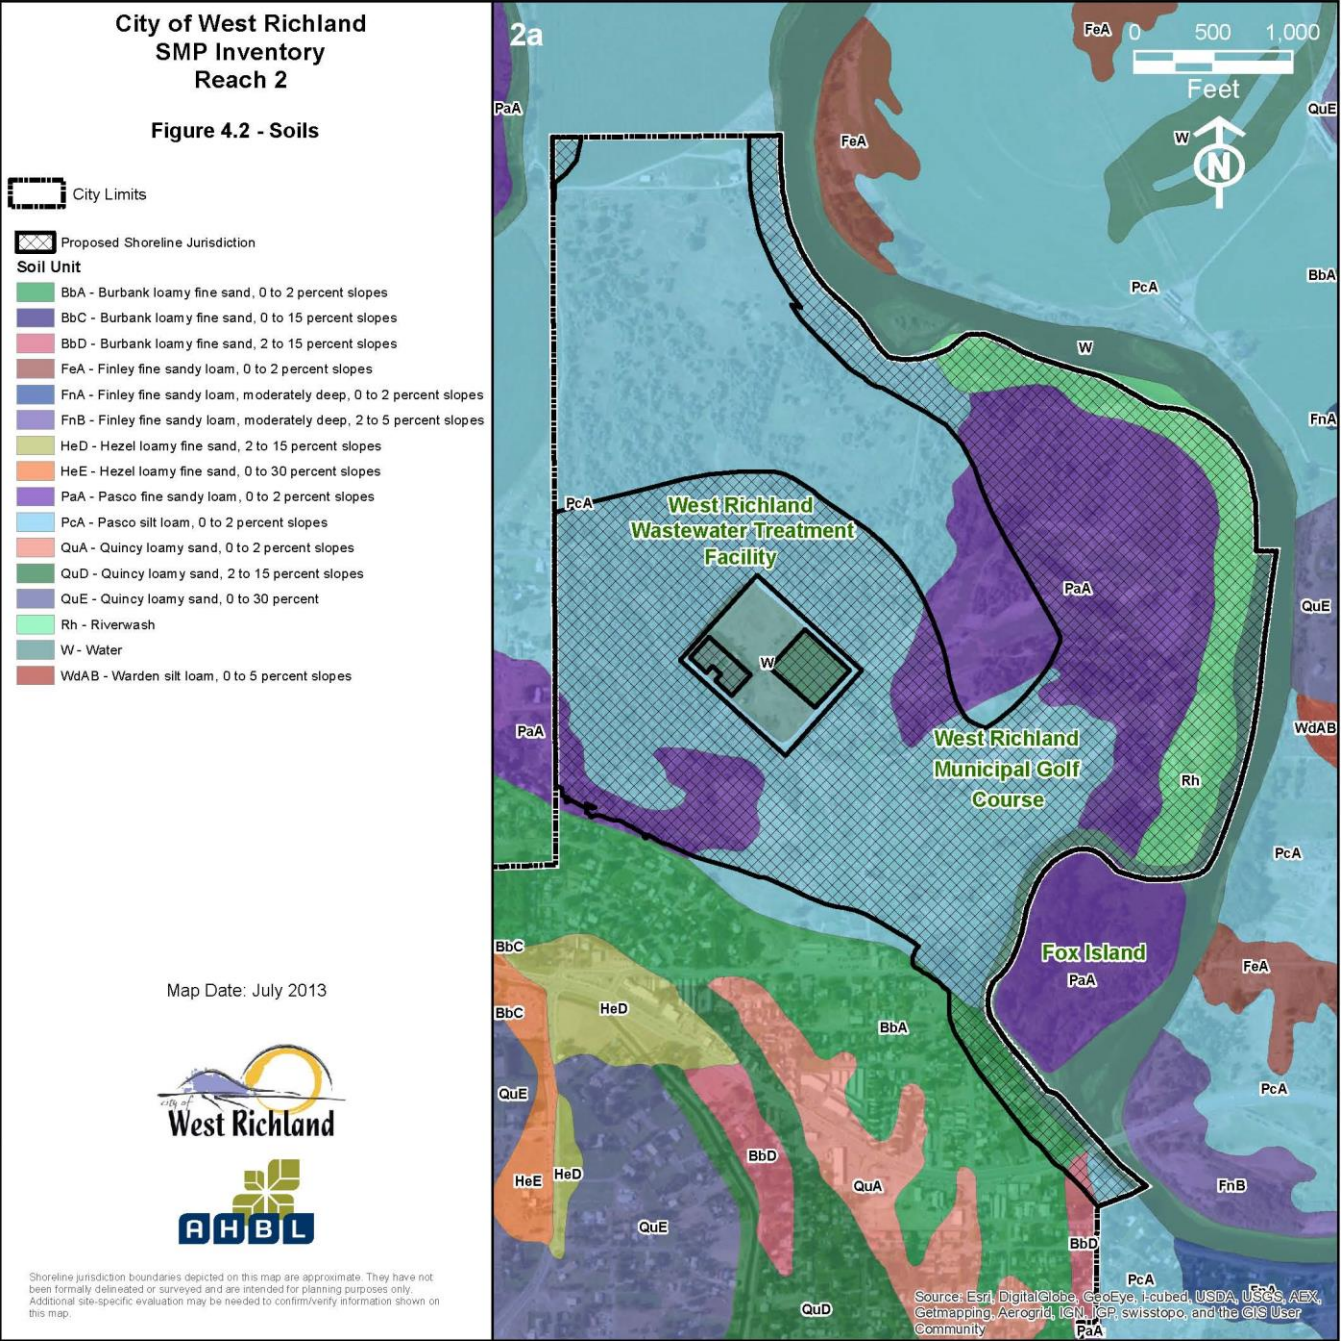 City of West Richland
SMP Inventory
Reach 2
Figure 4.2 - Soils
City Limits
Proposed Shoreline Jurisdiction
Soil Unit
BbA - Burbank loamy fine sand, 0 to 2 percent slopes
BbC - Burbank loamy fine sand, 0 to 15 percent slopes
BbD - Burbank loamy fine sand, 2 to 15 percent slopes
FeA - Finley fine sandy loam, 0 to 2 percent slopes
FnA - Finley fine sandy loam, moderately deep, 0 to 2 percent slopes
FnB - Finley fine sandy loam, moderately deep, 2 to 5 percent slopes
HeD - Hezel loamy fine sand, 2 to 15 percent slopes
HeE - Hezel loamy fine sand, 0 to 30 percent slopes
PaA - Pasco fine sandy loam, 0 to 2 percent slopes
PcA - Pasco silt loam, 0 to 2 percent slopes
QuA - Quincy loamy sand, 0 to 2 percent slopes
QuD - Quincy loamy sand, 2 to 15 percent slopes
QuE - Quincy loamy sand, 0 to 30 percent
Rh - Riverwash
W - Water
WdAB - Warden silt loam, 0 to 5 percent slopes
Map Date: July 2013
city of
West Richland
AHBL
Shoreline jurisdiction boundaries depicted on this map are approximate. They have not
been formally delineated or surveyed and are intended for planning purposes only.
Additional site-specific evaluation may be needed to confirm/verify information shown on
this map.
2a
FeA
0 500 1,000
Feet
N
PaA
QuE
W
FeA
BbA
PcA
W
FnA
PcA
West Richland
Wastewater Treatment
Facility
PaA
QuE
W
PaA
WdAB
West Richland
Municipal Golf
Course
Rh
PcA
BbC
Fox Island
PaA
FeA
BbC
HeD
BbA
QuE
PcA
BbD
HeE
HeD
QuA
FnB
QuE
BbD
PcA
FnA
QuD
Source: Esri, DigitalGlobe, GeoEye, i-cubed, USDA, USGS, AEX,
Getmapping, Aerogrid, IGN, IGP, swisstopo, and the GIS User
Community
PaA